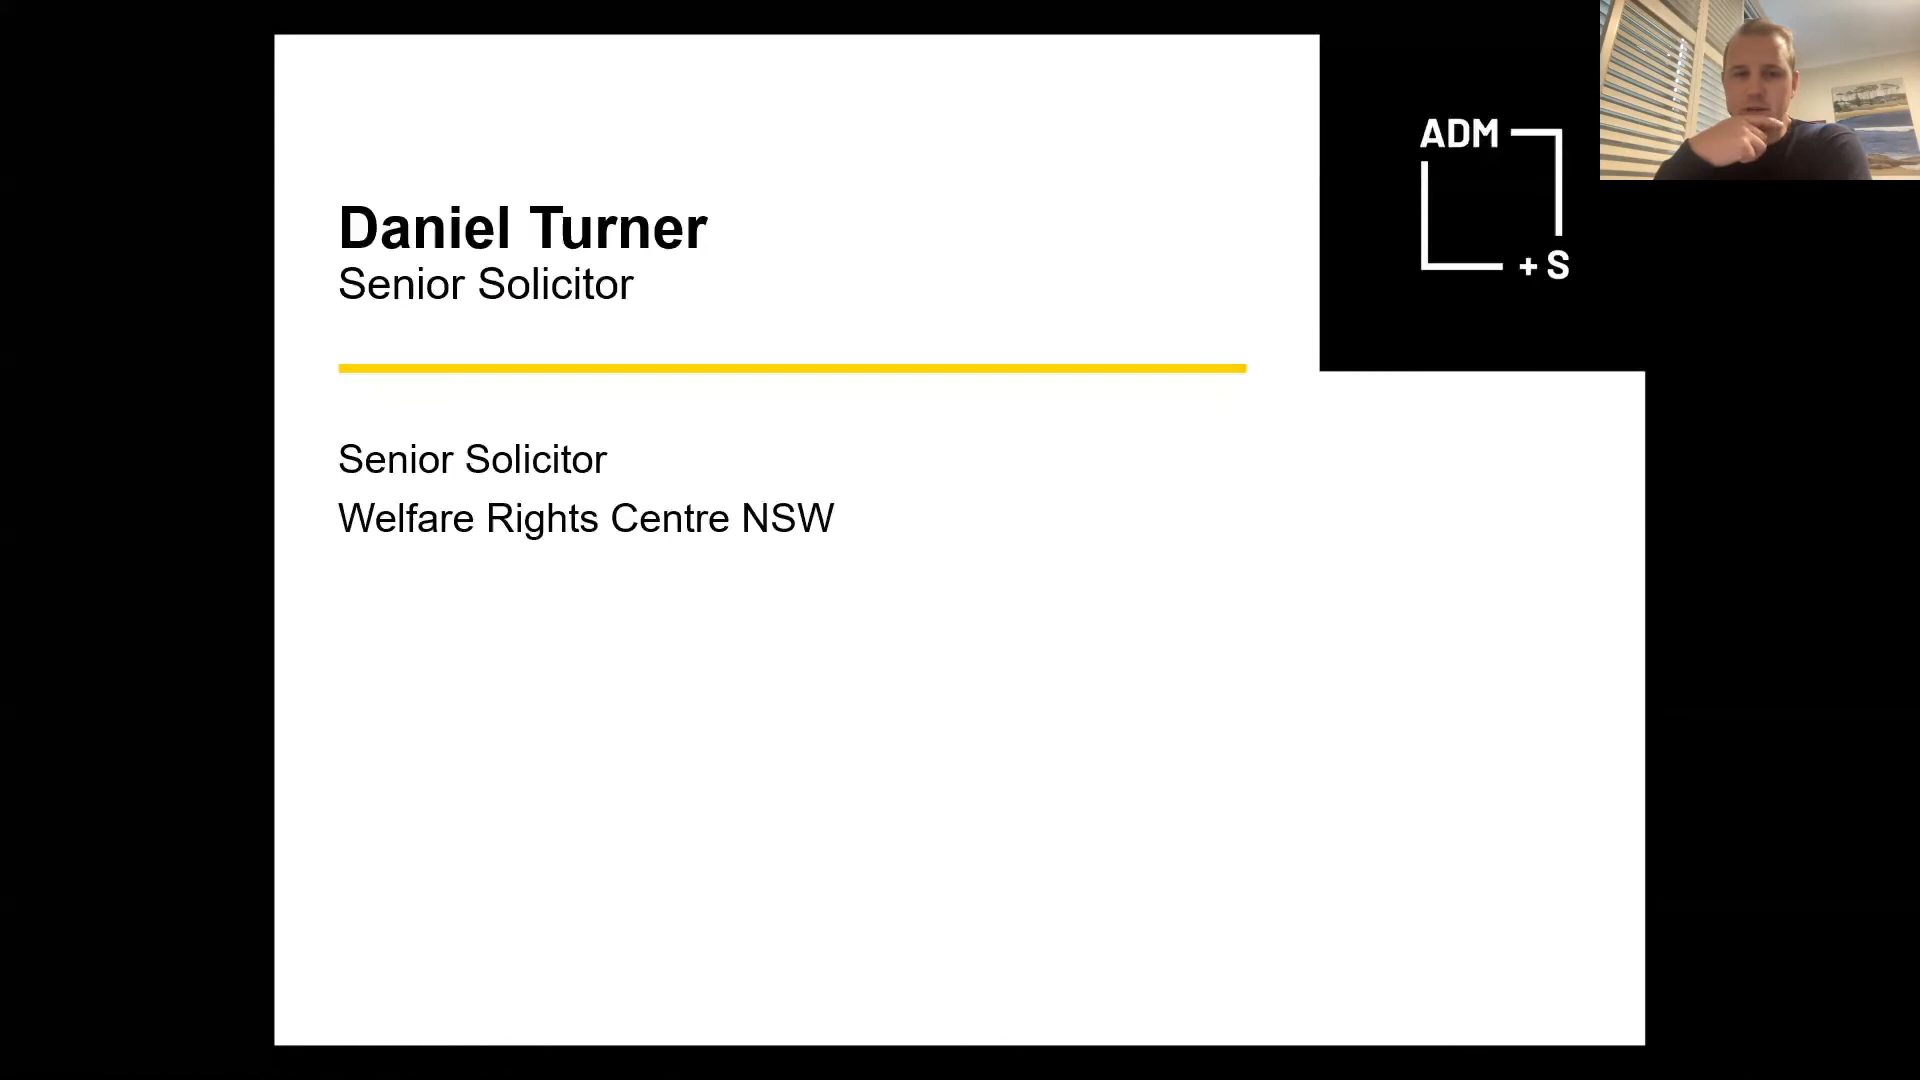 Daniel Turner
Senior Solicitor
Senior Solicitor
Welfare Rights Centre NSW
ADM
+ S